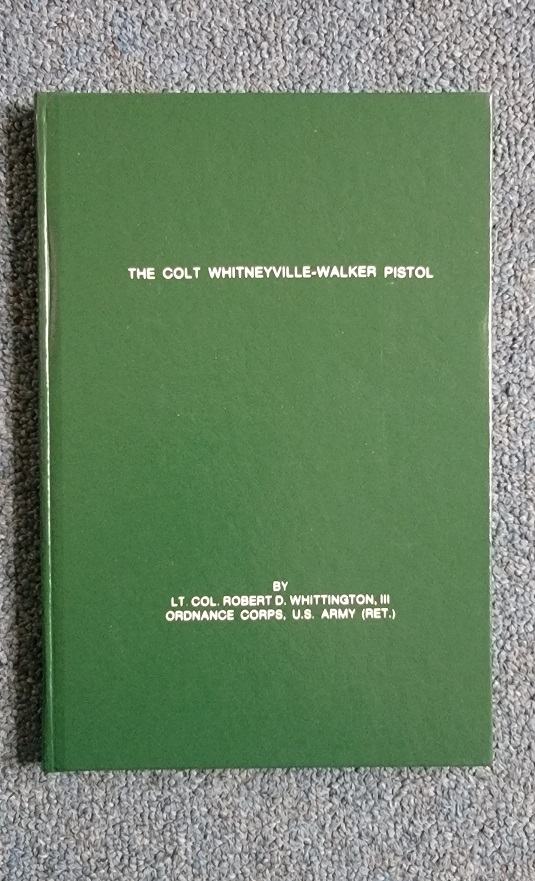 THE COLT WHITNEYVILLE-WALKER PISTOL
BY
LT. COL. ROBERT D. WHITTINGTON, III
ORDNANCE CORPS, U.S. ARMY (RET.)